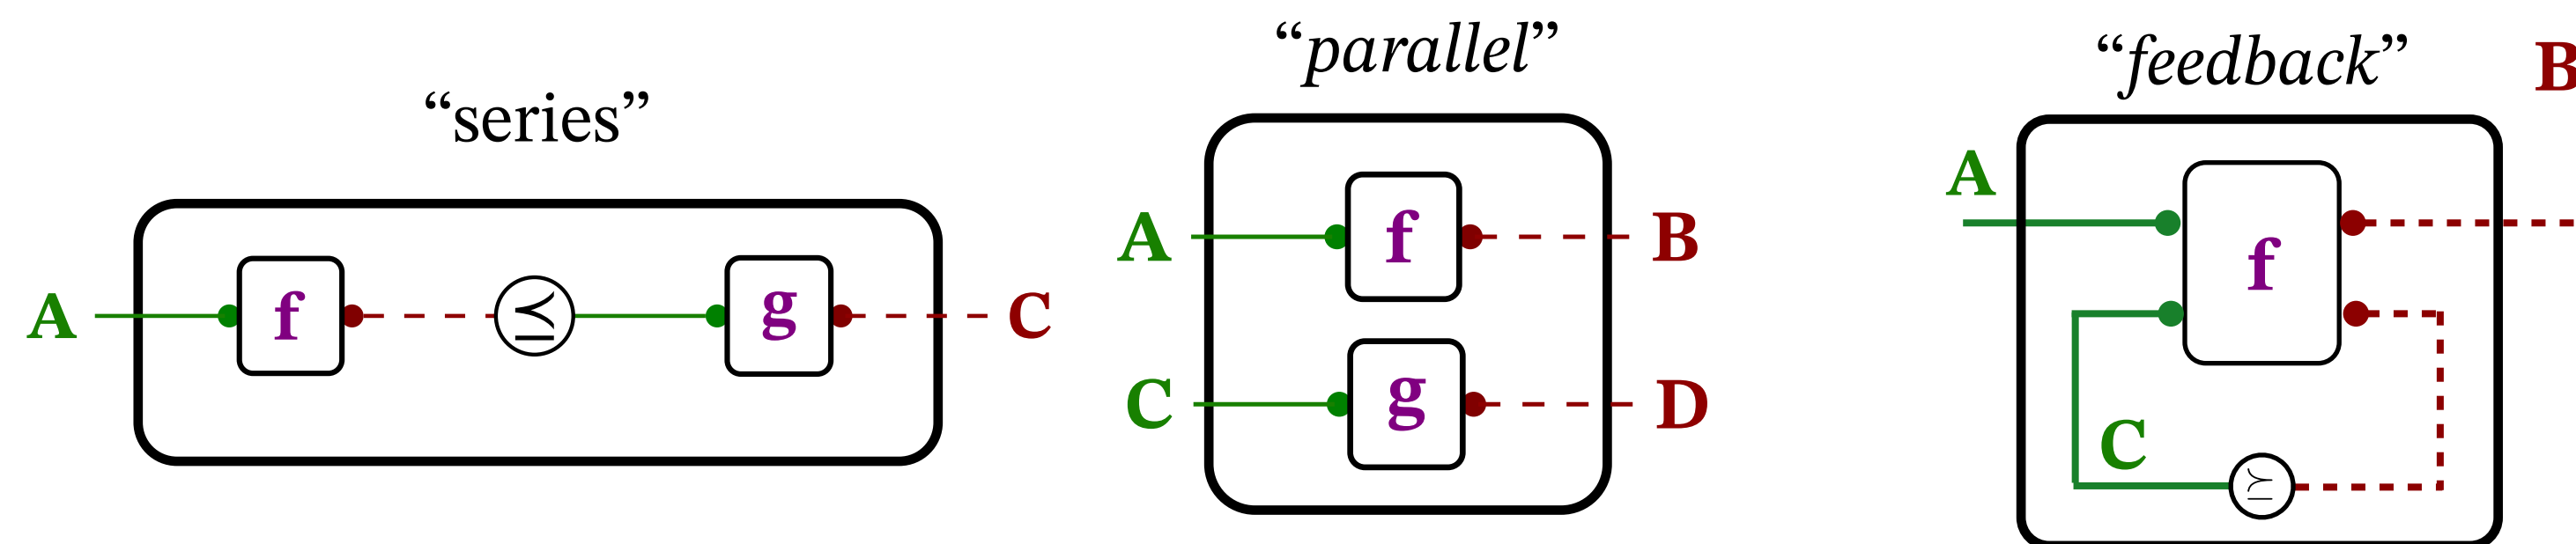 “series”
A f ⪯ g C
“parallel”
A f B
C g D
“feedback”
B
A
f
C
⪰